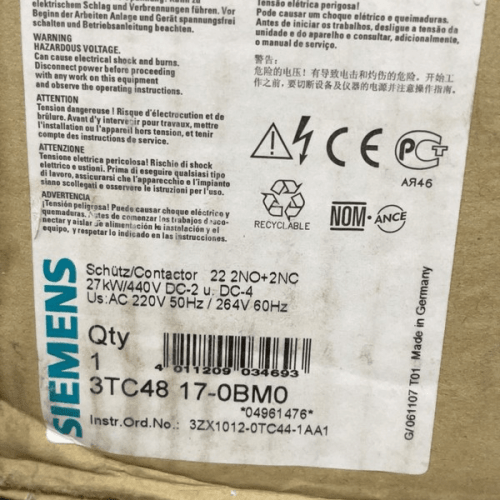 elektrischem Schlag und Verbrennungen führen. Vor
Beginn der Arbeiten Anlage und Gerät spannungsfrei
schalten und Betriebsanleitung beachten.
WARNING
HAZARDOUS VOLTAGE.
Can cause electrical shock and burns.
Disconnect power before proceeding
with any work on this equipment
and observe the operating instructions.
ATTENTION
Tension dangereuse ! Risque d'électrocution et de
brûlure. Avant d'y intervenir pour travaux, mettre
l'installation ou l'appareil hors tension, et tenir
compte des instructions de service.
ATTENZIONE
Tensione elettrica pericolosa! Rischio di shock
elettrico e ustioni. Prima di eseguire qualsiasi tipo
di lavoro, assicurarsi che l'apparecchio e l'impianto
siano scollegati e osservere le istruzioni per l'uso.
ADVERTENCIA
¡Tensión peligrosa! Puede causar choque eléctrico y
quemaduras. Antes de comenzar los trabajos desco-
nectar y aislar de alimentación la instalación y el
equipo, y respetar lo indicado en las instrucciones.
Tensão elétrica perigosa!
Pode causar um choque elétrico e queimaduras.
Antes de iniciar os trabalhos, desligue a tensão da
unidade e do aparelho e consultar, adicionalmente,
o manual de serviço.
警告:
危险的电压! 有导致电击和灼伤的危险。开始工
作之前, 要切断设备及仪器的电源并注意操作指南。
CE
PCT
АЯ46
RECYCLABLE
NOM-ANCE
SIEMENS
Schütz/Contactor 22 2NO+2NC
27kW/440V DC-2 u. DC-4
Us:AC 220V 50Hz / 264V 60Hz
Qty
1
4 011209 034693
3TC48 17-0BM0
*04961476*
Instr.Ord.No.: 3ZX1012-0TC44-1AA1
G/061107 T01 Made in Germany